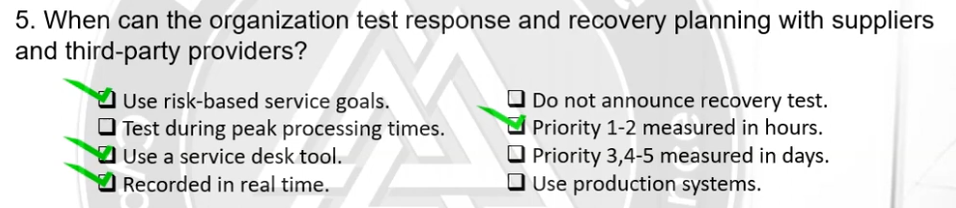 5. When can the organization test response and recovery planning with suppliers
and third-party providers?
Use risk-based service goals.
Test during peak processing times.
Use a service desk tool.
Recorded in real time.
Do not announce recovery test.
Priority 1-2 measured in hours.
Priority 3,4-5 measured in days.
Use production systems.